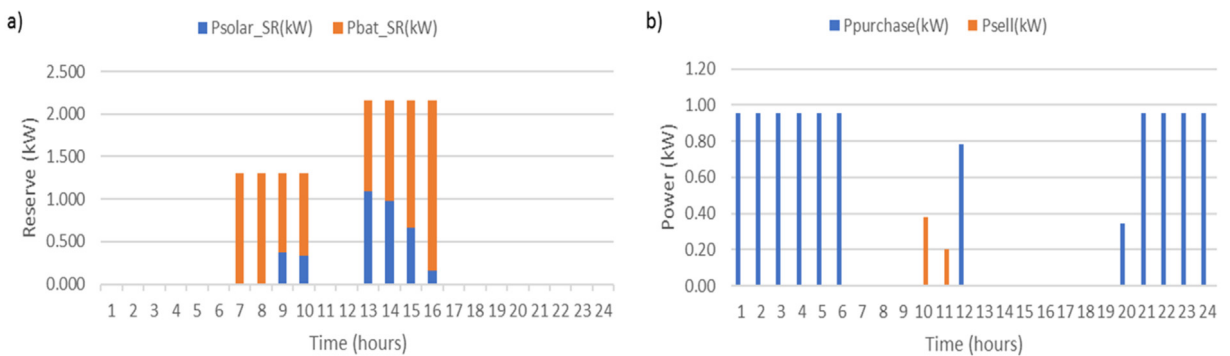 a)
Psolar_SR(kW) Pbat_SR(kW)
2.500
2.000
1.500
1.000
0.500
0.000
Reserve (kW)
1 2 3 4 5 6 7 8 9 10 11 12 13 14 15 16 17 18 19 20 21 22 23 24
Time (hours)
b)
Ppurchase(kW) Psell(kW)
1.20
1.00
0.80
0.60
0.40
0.20
0.00
Power (kW)
1 2 3 4 5 6 7 8 9 10 11 12 13 14 15 16 17 18 19 20 21 22 23 24
Time (hours)